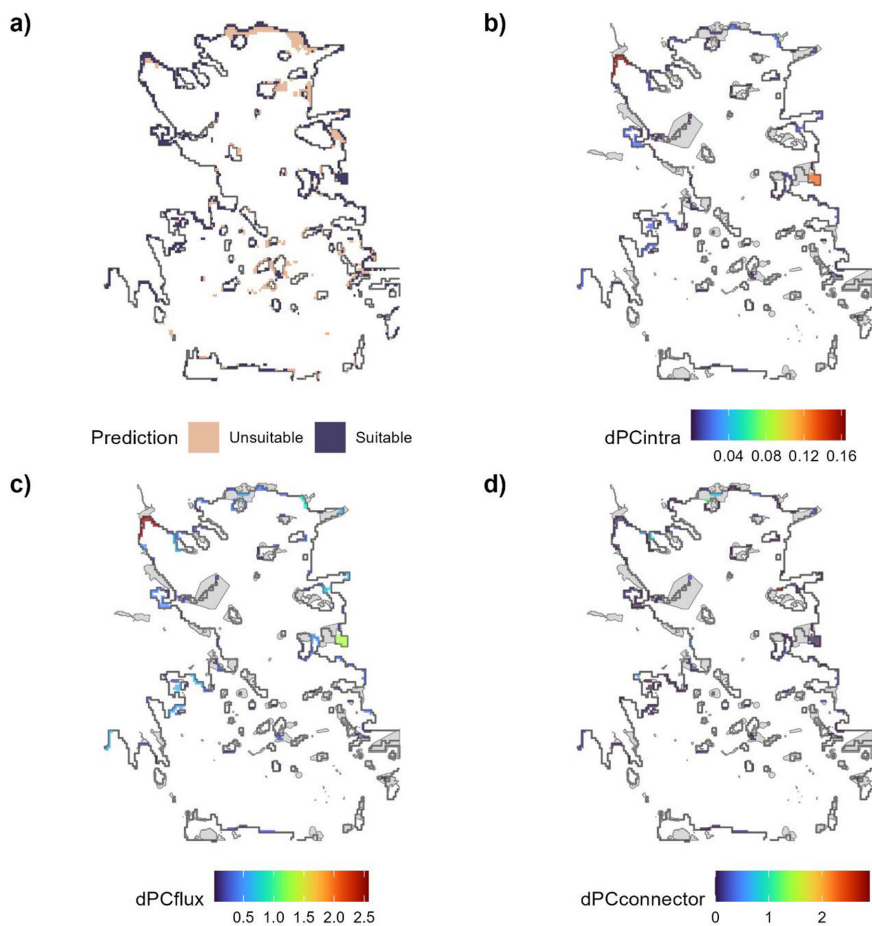 a)
b)
Prediction Unsuitable Suitable
dPCintra
0.04 0.08 0.12 0.16
c)
d)
dPCflux
0.5 1.0 1.5 2.0 2.5
dPCconnector
0 1 2